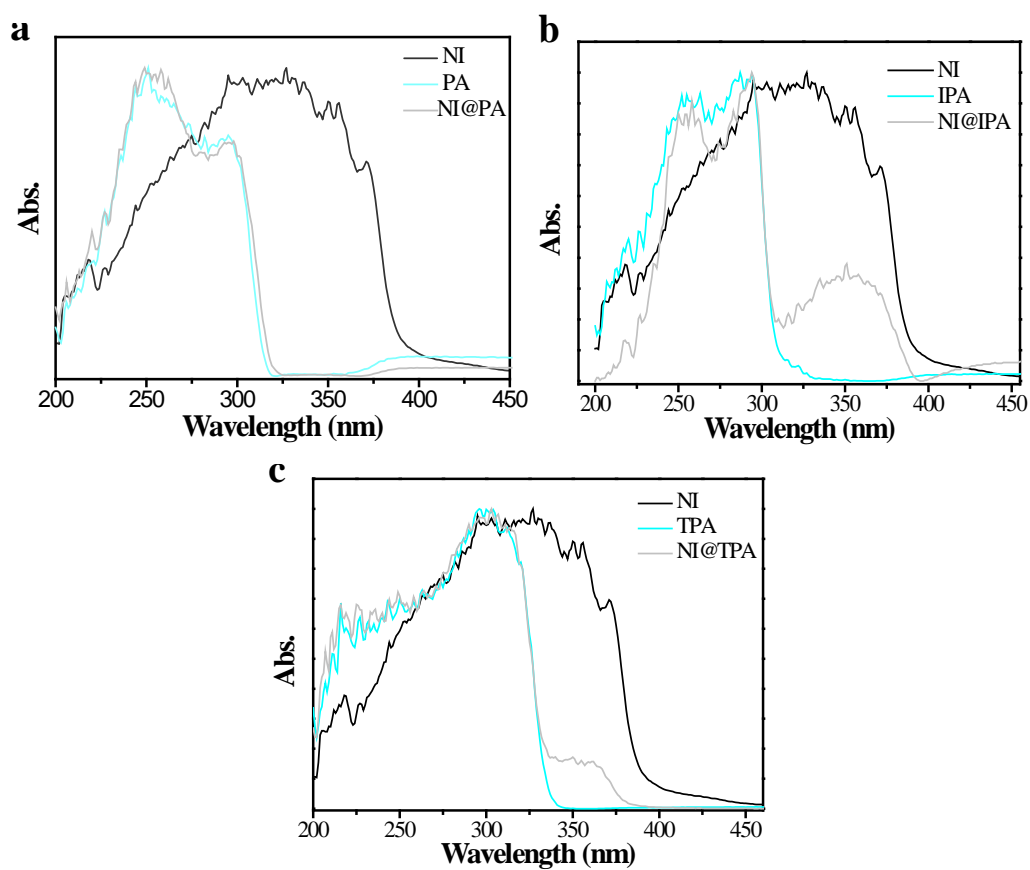 a
NI
PA
NI@PA
Abs.
200 250 300 350 400 450
Wavelength (nm)
b
NI
IPA
NI@IPA
Abs.
200 250 300 350 400 450
Wavelength (nm)
c
NI
TPA
NI@TPA
Abs.
200 250 300 350 400 450
Wavelength (nm)